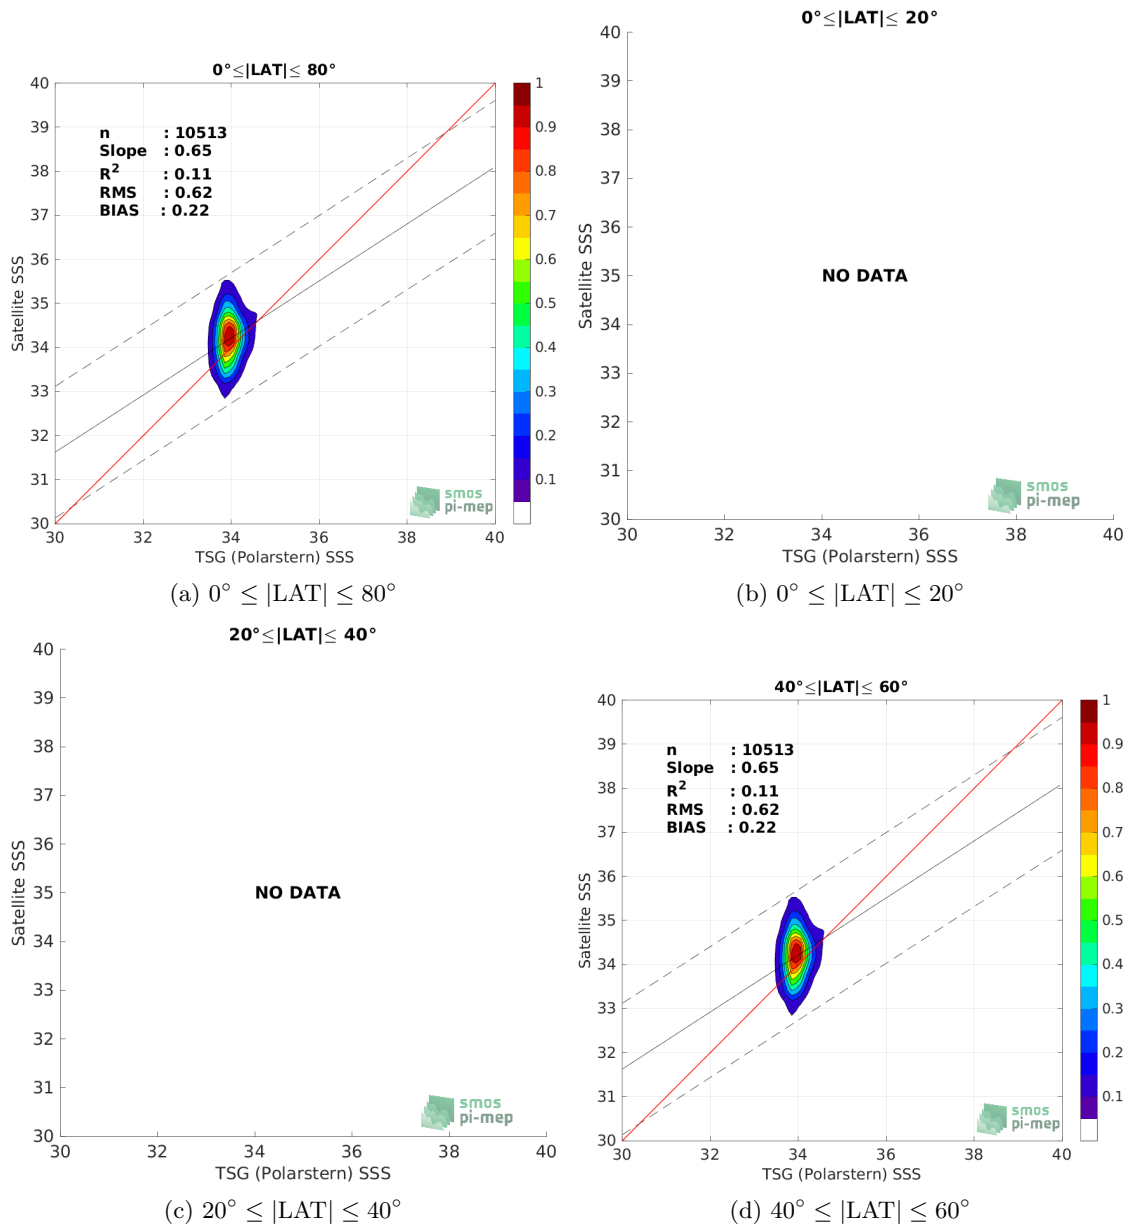 0°≤|LAT|≤ 80°
40
39
38
37
36
35
34
33
32
31
30
Satellite SSS
n : 10513
Slope : 0.65
R² : 0.11
RMS : 0.62
BIAS : 0.22
smos
pi-mep
30 32 34 36 38 40
TSG (Polarstern) SSS
1
0.9
0.8
0.7
0.6
0.5
0.4
0.3
0.2
0.1
(a) 0° ≤ |LAT| ≤ 80°
0°≤|LAT|≤ 20°
40
39
38
37
36
35
34
33
32
31
30
Satellite SSS
NO DATA
smos
pi-mep
30 32 34 36 38 40
TSG (Polarstern) SSS
(b) 0° ≤ |LAT| ≤ 20°
20°≤|LAT|≤ 40°
40
39
38
37
36
35
34
33
32
31
30
Satellite SSS
NO DATA
smos
pi-mep
30 32 34 36 38 40
TSG (Polarstern) SSS
(c) 20° ≤ |LAT| ≤ 40°
40°≤|LAT|≤ 60°
40
39
38
37
36
35
34
33
32
31
30
Satellite SSS
n : 10513
Slope : 0.65
R² : 0.11
RMS : 0.62
BIAS : 0.22
smos
pi-mep
30 32 34 36 38 40
TSG (Polarstern) SSS
1
0.9
0.8
0.7
0.6
0.5
0.4
0.3
0.2
0.1
(d) 40° ≤ |LAT| ≤ 60°